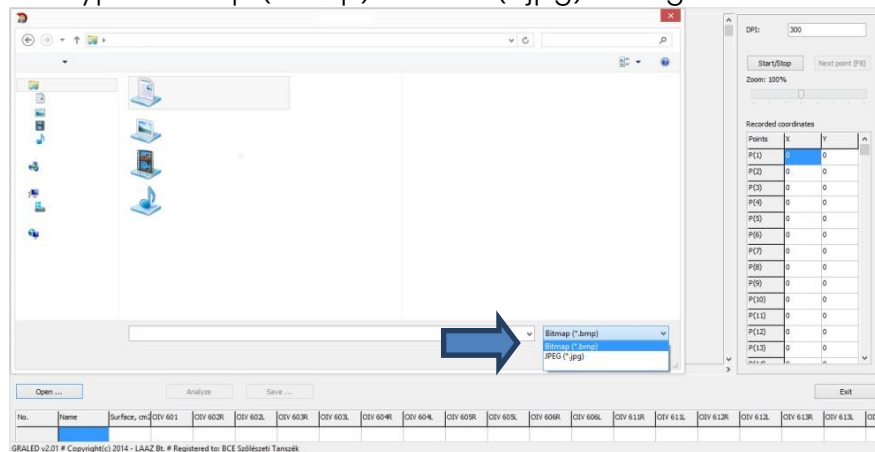 DPI: 300
Start/Stop Next point (F8)
Zoom: 100%
Recorded coordinates
Points X Y
P(1) 0 0
P(2) 0 0
P(3) 0 0
P(4) 0 0
P(5) 0 0
P(6) 0 0
P(7) 0 0
P(8) 0 0
P(9) 0 0
P(10) 0 0
P(11) 0 0
P(12) 0 0
P(13) 0 0
Bitmap (*.bmp)
Bitmap (*.bmp)
JPEG (*.jpg)
Open ... Analyze Save ... Exit
No. Name Surface, cm2 OIV 601 OIV 602R OIV 602L OIV 603R OIV 603L OIV 604R OIV 604L OIV 605R OIV 605L OIV 606R OIV 606L OIV 611R OIV 611L OIV 612R OIV 612L OIV 613R OIV 613L
GRALED v2.01 # Copyright(c) 2014 - LAAZ Bt. # Registered to: BCE Szőlészeti Tanszék